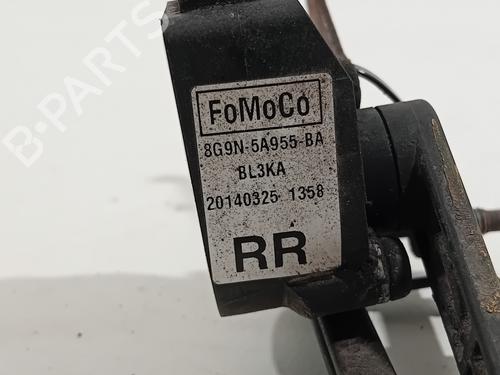 B-PARTS
FoMoCo
8G9N-5A955-BA
BL3KA
20140325 1358
RR